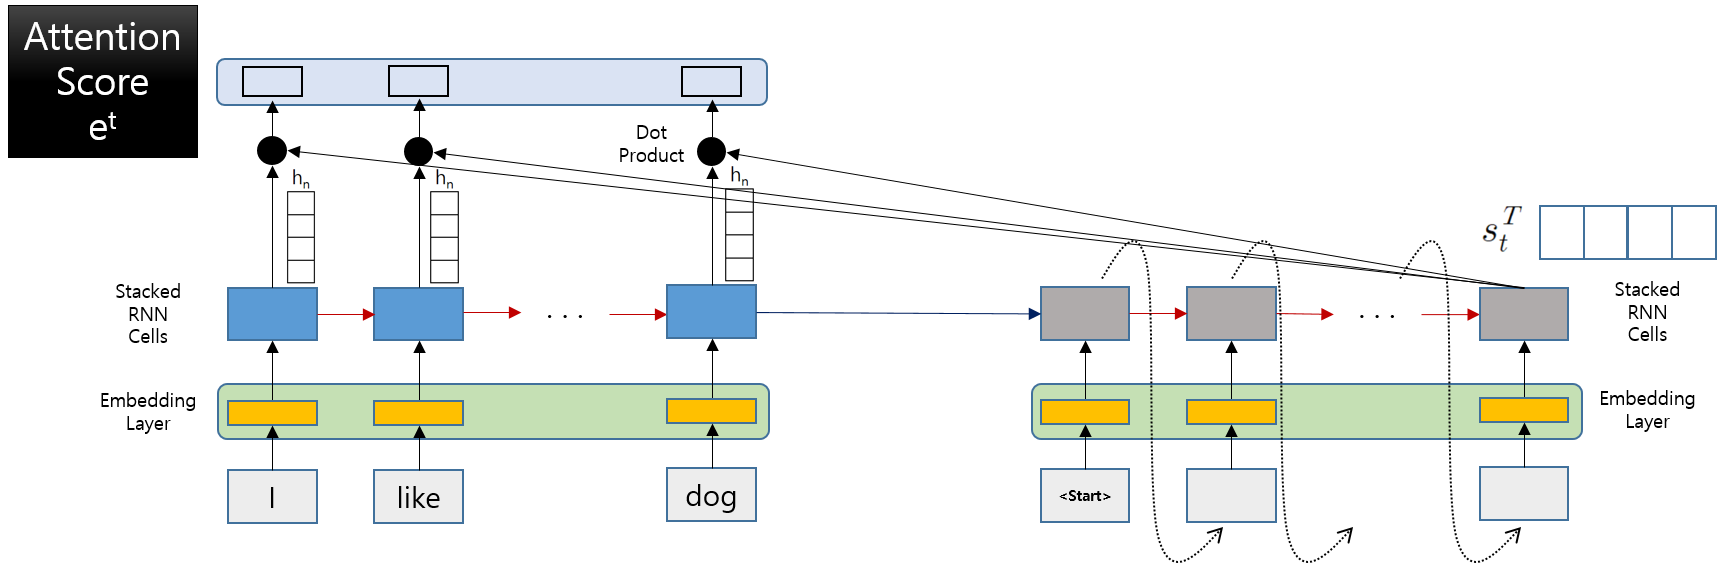 Attention
Score
e^t
Dot
Product
h_n
h_n
h_n
s_t^T
Stacked
RNN
Cells
. . .
. . .
Stacked
RNN
Cells
Embedding
Layer
Embedding
Layer
I
like
dog
<Start>